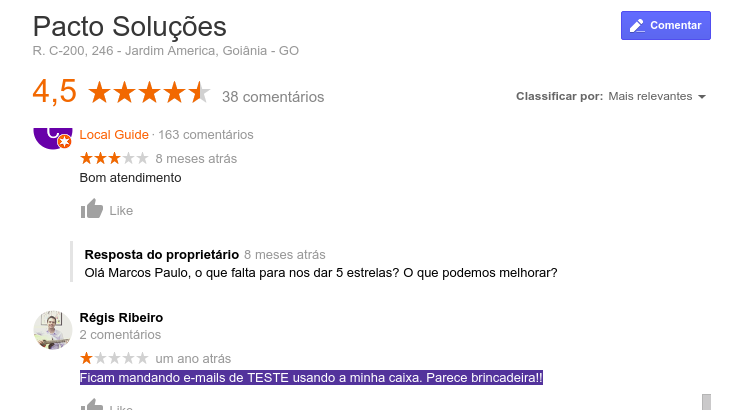 Pacto Soluções
Comentar
R. C-200, 246 - Jardim America, Goiânia - GO
4,5 38 comentários
Classificar por: Mais relevantes
Local Guide · 163 comentários
8 meses atrás
Bom atendimento
Like
Resposta do proprietário 8 meses atrás
Olá Marcos Paulo, o que falta para nos dar 5 estrelas? O que podemos melhorar?
Régis Ribeiro
2 comentários
um ano atrás
Ficam mandando e-mails de TESTE usando a minha caixa. Parece brincadeira!!
Like